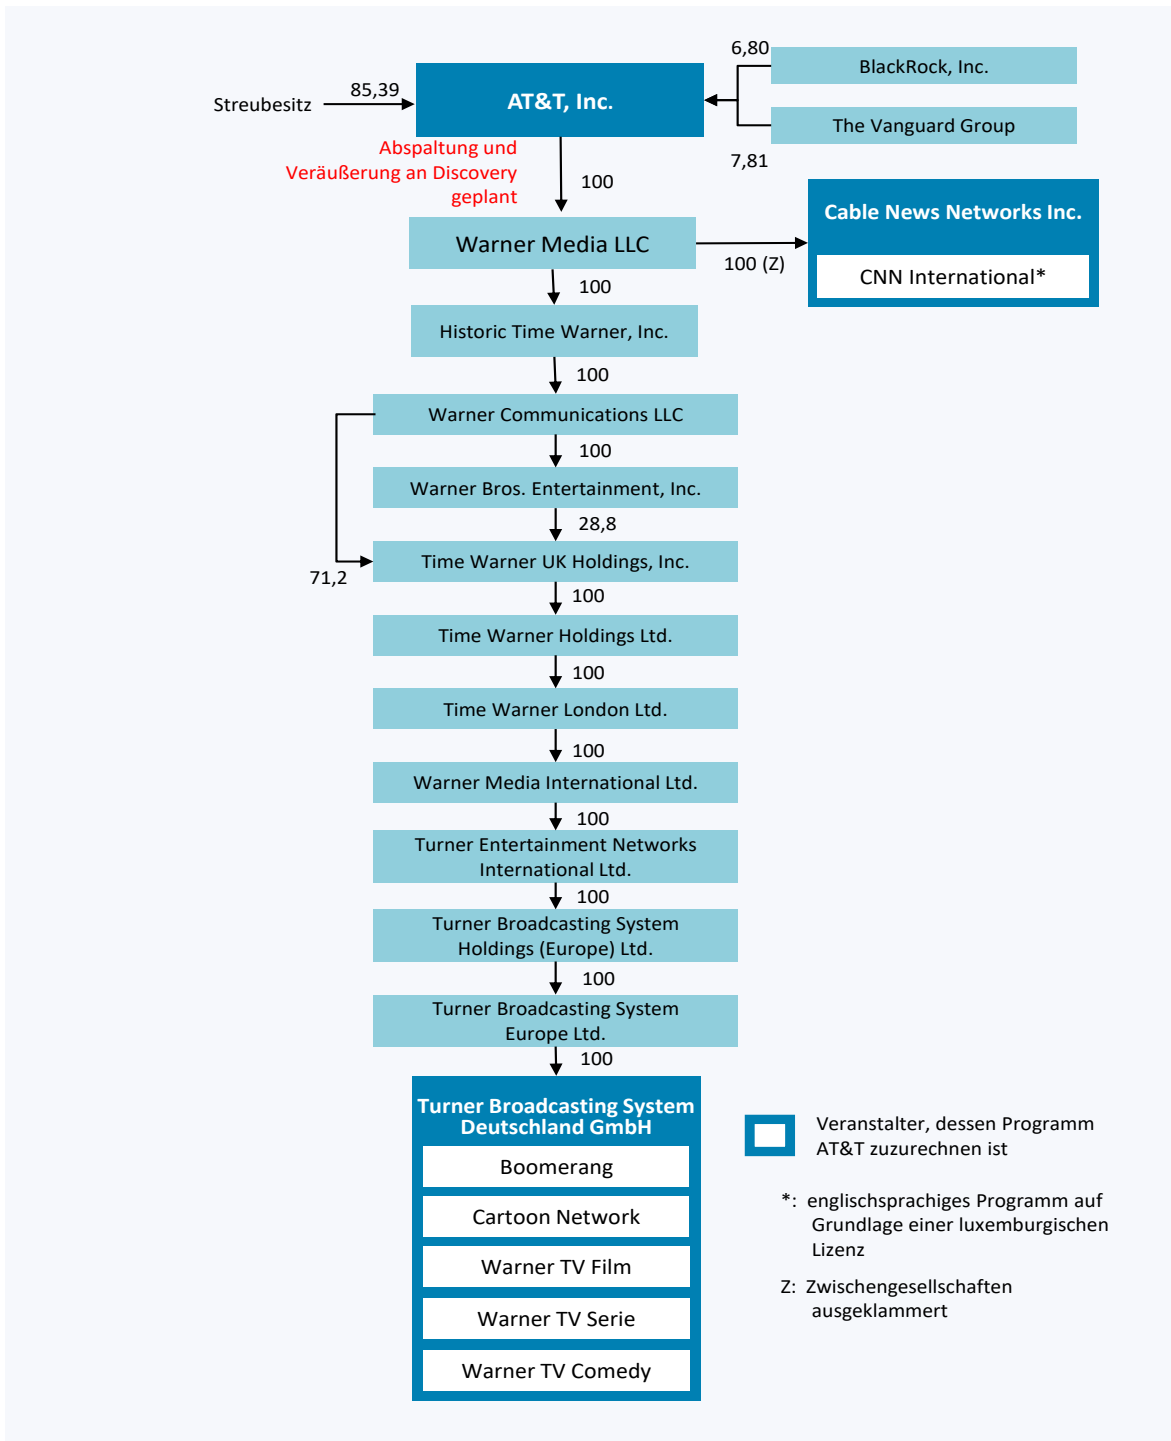 6,80
BlackRock, Inc.
85,39
Streubesitz
AT&T, Inc.
The Vanguard Group
7,81
Abspaltung und
Veräußerung an Discovery
geplant
100
Cable News Networks Inc.
CNN International*
Warner Media LLC
100 (Z)
100
Historic Time Warner, Inc.
100
Warner Communications LLC
100
Warner Bros. Entertainment, Inc.
28,8
Time Warner UK Holdings, Inc.
71,2
100
Time Warner Holdings Ltd.
100
Time Warner London Ltd.
100
Warner Media International Ltd.
100
Turner Entertainment Networks
International Ltd.
100
Turner Broadcasting System
Holdings (Europe) Ltd.
100
Turner Broadcasting System
Europe Ltd.
100
Turner Broadcasting System
Deutschland GmbH
Boomerang
Cartoon Network
Warner TV Film
Warner TV Serie
Warner TV Comedy
Veranstalter, dessen Programm
AT&T zuzurechnen ist
*: englischsprachiges Programm auf
Grundlage einer luxemburgischen
Lizenz
Z: Zwischengesellschaften
ausgeklammert